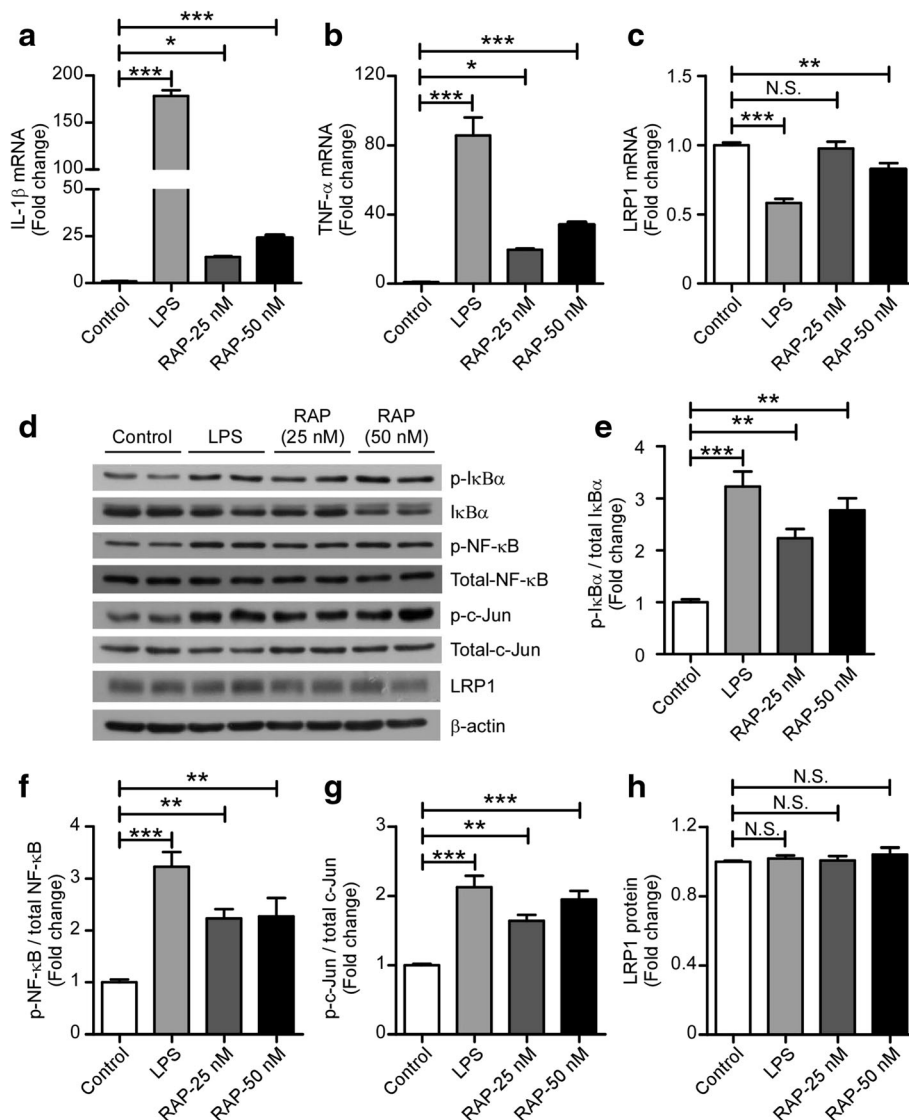 a
***
*
***
IL-1β mRNA
(Fold change)
200
150
100
50
25
0
Control
LPS
RAP-25 nM
RAP-50 nM
b
***
*
***
TNF-α mRNA
(Fold change)
120
80
40
0
Control
LPS
RAP-25 nM
RAP-50 nM
c
**
N.S.
***
LRP1 mRNA
(Fold change)
1.5
1.0
0.5
0.0
Control
LPS
RAP-25 nM
RAP-50 nM
d
Control
LPS
RAP
(25 nM)
RAP
(50 nM)
p-IκBα
IκBα
p-NF-κB
Total-NF-κB
p-c-Jun
Total-c-Jun
LRP1
β-actin
e
**
**
***
p-IκBα / total IκBα
(Fold change)
4
3
2
1
0
Control
LPS
RAP-25 nM
RAP-50 nM
f
**
**
***
p-NF-κB / total NF-κB
(Fold change)
4
3
2
1
0
Control
LPS
RAP-25 nM
RAP-50 nM
g
***
**
***
p-c-Jun / total c-Jun
(Fold change)
3
2
1
0
Control
LPS
RAP-25 nM
RAP-50 nM
h
N.S.
N.S.
N.S.
LRP1 protein
(Fold change)
1.2
0.8
0.4
0
Control
LPS
RAP-25 nM
RAP-50 nM